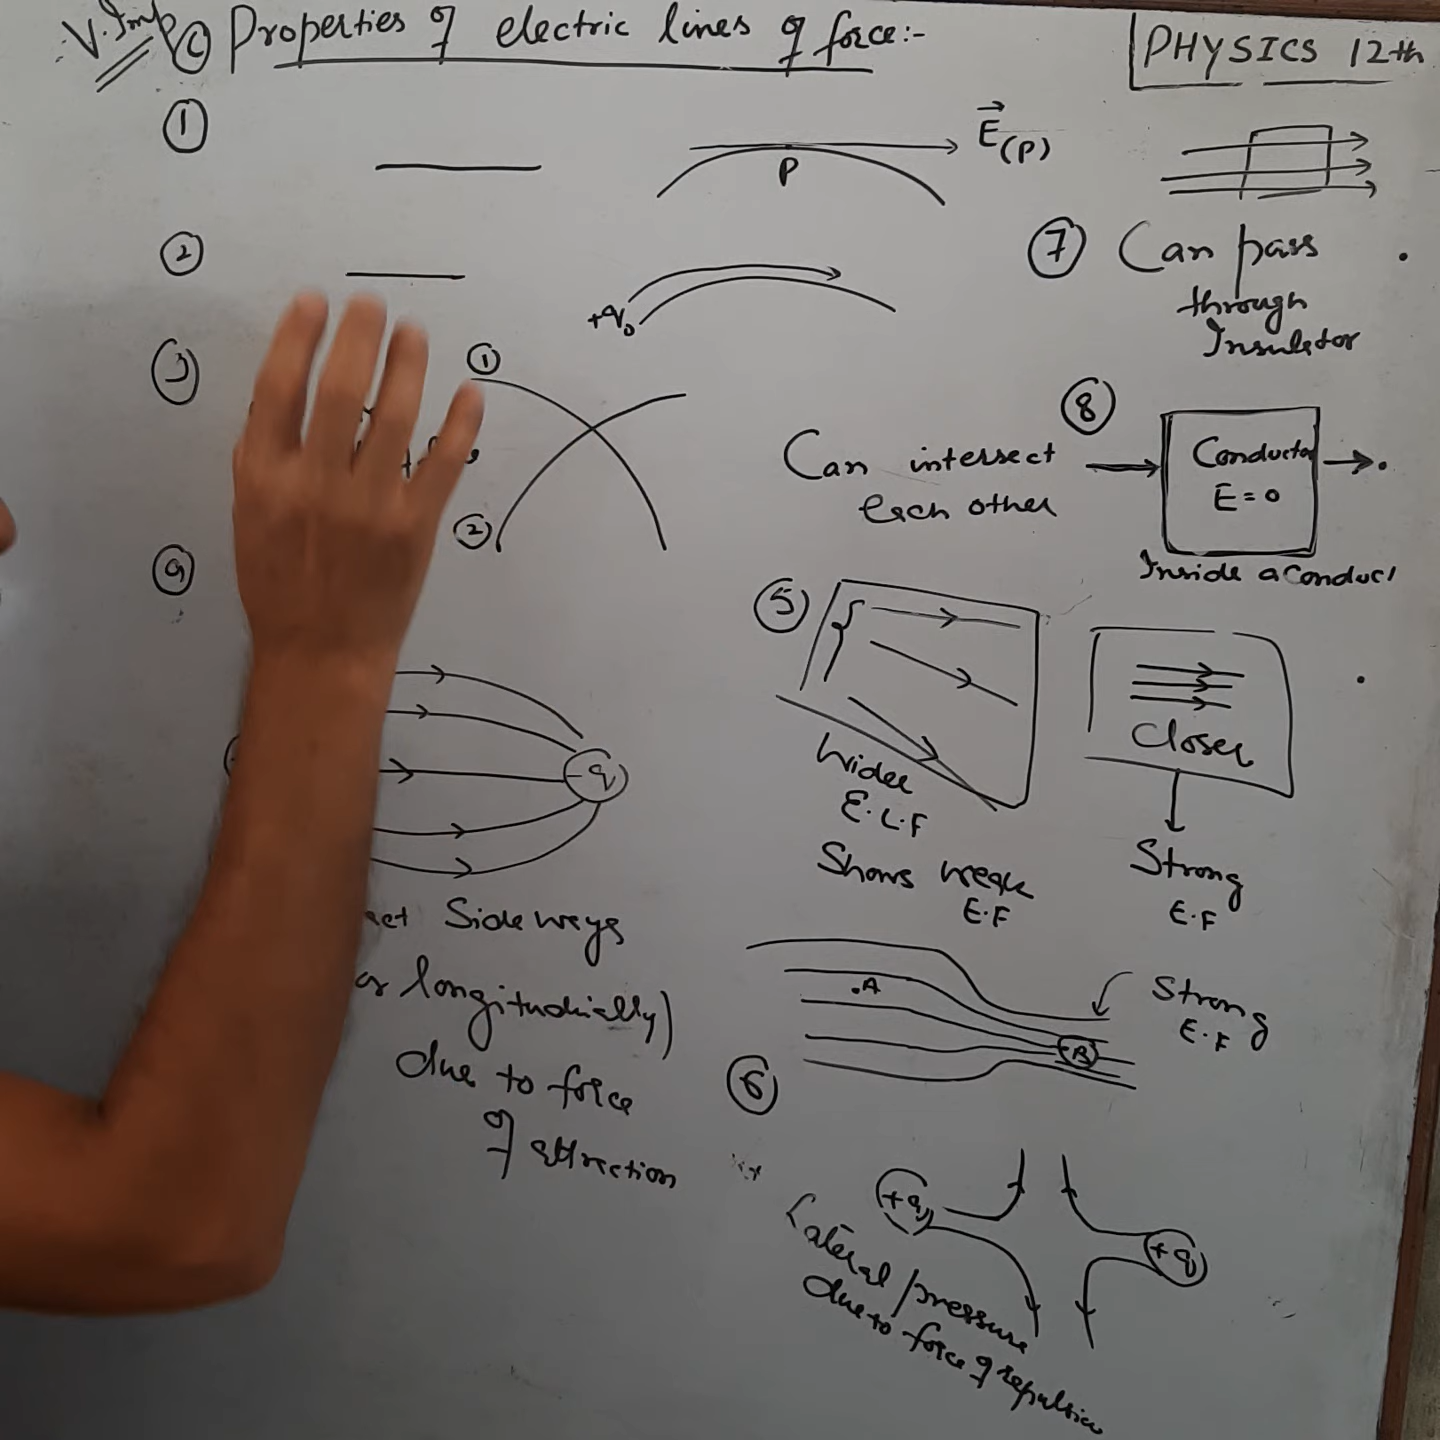 V. Imp (C) Properties of electric lines of force:-
PHYSICS 12th
①
E(P)
P
②
+q₀
⑦ Can pass
through
Insulator
③
①
②
Can intersect
each other
⑧
Conductor
E = 0
Inside a Conduct
-q
act Sideways
or longitudinally)
due to force
of attraction
⑤
Wider
E.L.F
Shows weak
E.F
Closer
Strong
E.F
.A
B
Strong
E.F
⑥
+q
+q
Lateral pressure
due to force of repulsion